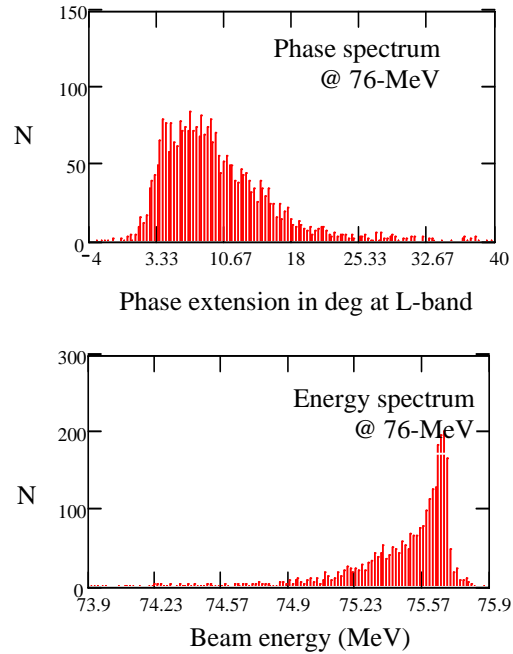 150
Phase spectrum
@ 76-MeV
100
N
50
0
−4 3.33 10.67 18 25.33 32.67 40
Phase extension in deg at L-band
300
Energy spectrum
@ 76-MeV
200
N
100
0
73.9 74.23 74.57 74.9 75.23 75.57 75.9
Beam energy (MeV)